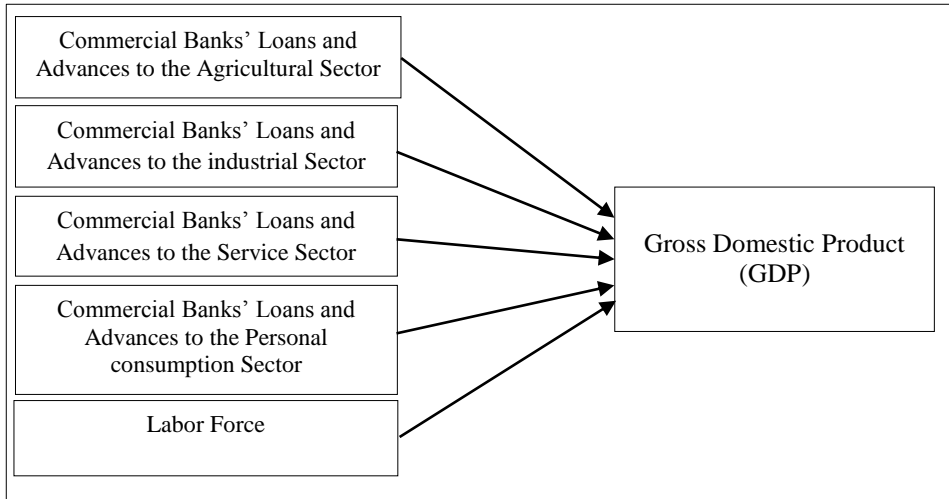 Commercial Banks’ Loans and
Advances to the Agricultural Sector
Commercial Banks’ Loans and
Advances to the industrial Sector
Commercial Banks’ Loans and
Advances to the Service Sector
Commercial Banks’ Loans and
Advances to the Personal
consumption Sector
Labor Force
Gross Domestic Product
(GDP)